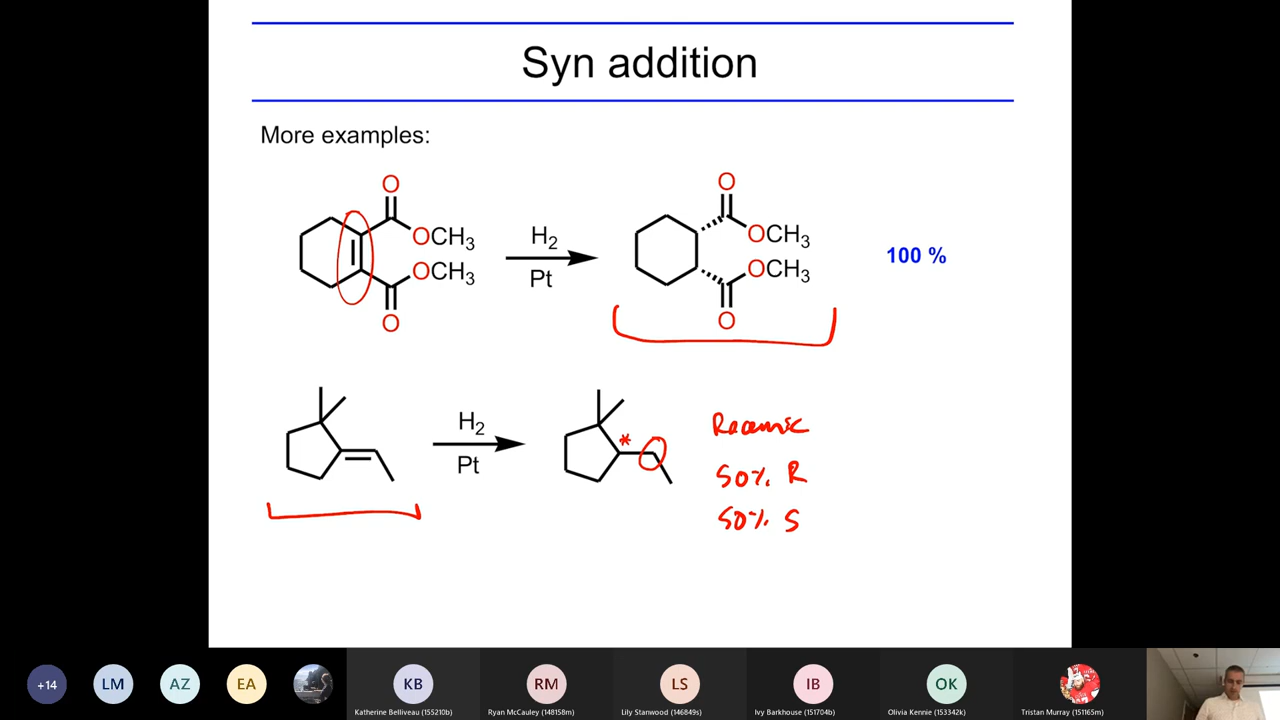 Syn addition
More examples:
O
OCH3
OCH3
O
H2
Pt
O
OCH3
OCH3
O
100 %
H2
Pt
*
Racemic
50% R
50% S
+14
LM
AZ
EA
KB
Katherine Belliveau (155210b)
RM
Ryan McCauley (148158m)
LS
Lily Stanwood (146849s)
IB
Ivy Barkhouse (151704b)
OK
Olivia Kennie (153342k)
Tristan Murray (151165m)